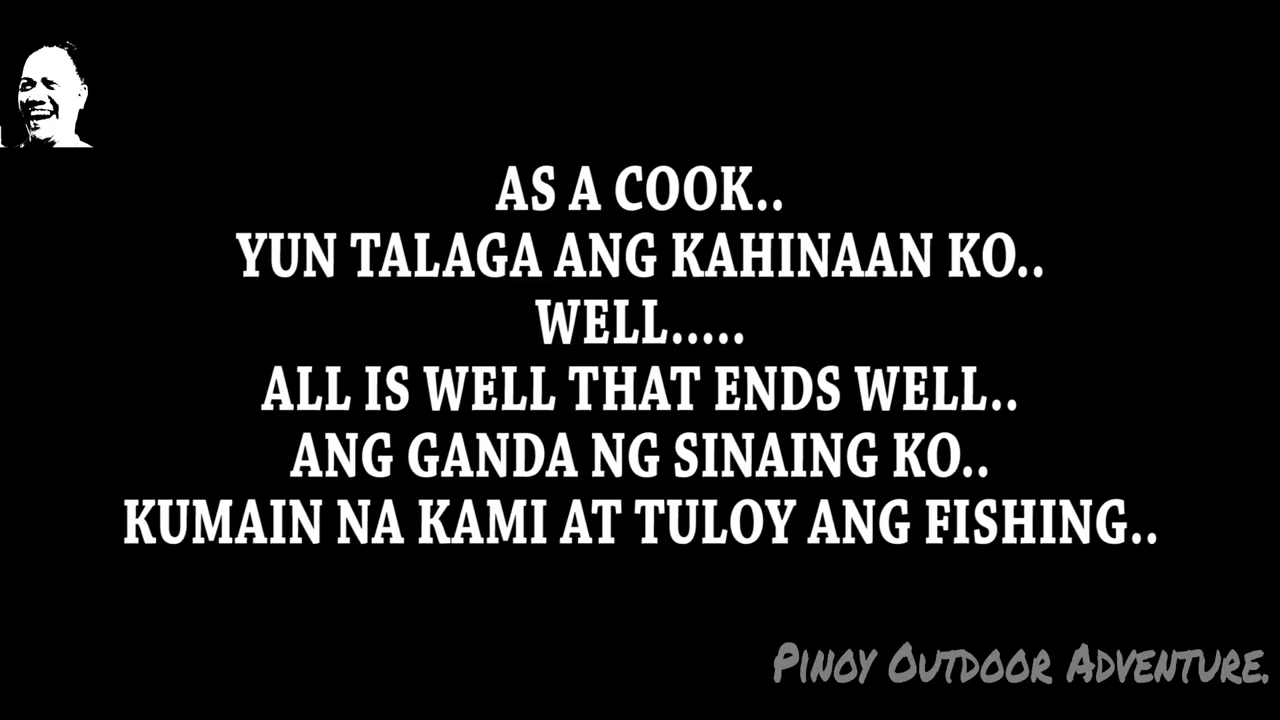 AS A COOK..
YUN TALAGA ANG KAHINAAN KO..
WELL.....
ALL IS WELL THAT ENDS WELL..
ANG GANDA NG SINAING KO..
KUMAIN NA KAMI AT TULOY ANG FISHING..
PINOY OUTDOOR ADVENTURE.